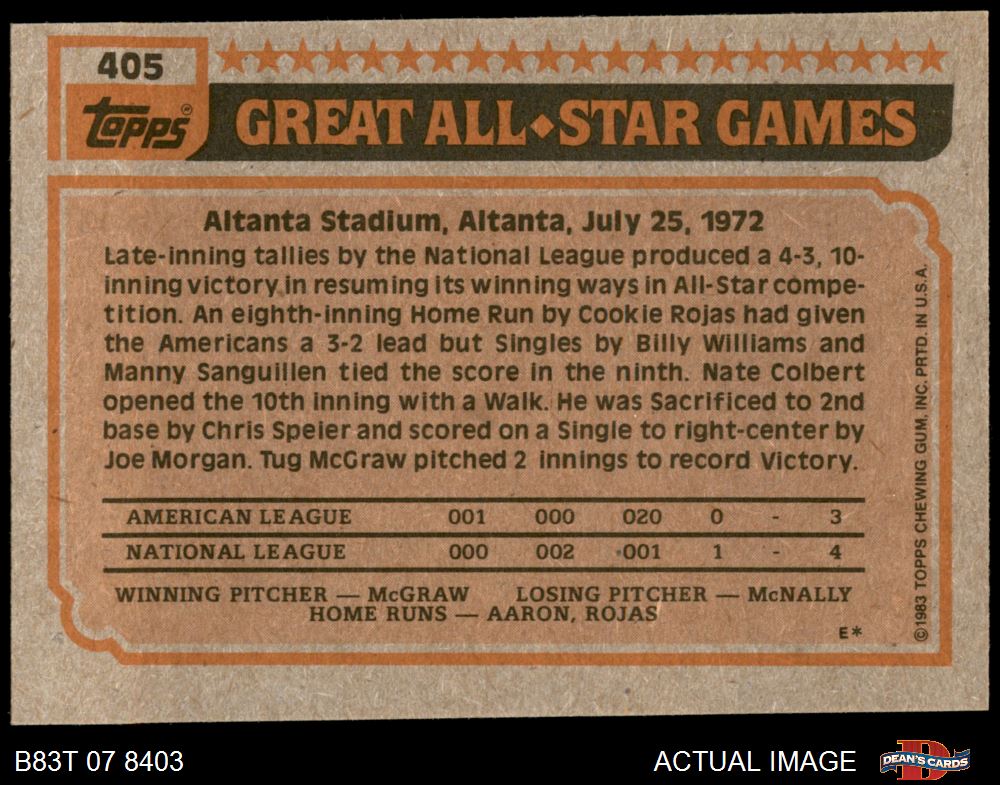 405
Topps®
GREAT ALL◆STAR GAMES
Altanta Stadium, Altanta, July 25, 1972
Late-inning tallies by the National League produced a 4-3, 10-
inning victory in resuming its winning ways in All-Star compe-
tition. An eighth-inning Home Run by Cookie Rojas had given
the Americans a 3-2 lead but Singles by Billy Williams and
Manny Sanguillen tied the score in the ninth. Nate Colbert
opened the 10th inning with a Walk. He was Sacrificed to 2nd
base by Chris Speier and scored on a Single to right-center by
Joe Morgan. Tug McGraw pitched 2 innings to record Victory.
AMERICAN LEAGUE 001 000 020 0 - 3
NATIONAL LEAGUE 000 002 001 1 - 4
WINNING PITCHER — McGRAW LOSING PITCHER — McNALLY
HOME RUNS — AARON, ROJAS
E*
©1983 TOPPS CHEWING GUM, INC. PRTD. IN U.S.A.
B83T 07 8403
ACTUAL IMAGE
D
DEAN'S CARDS